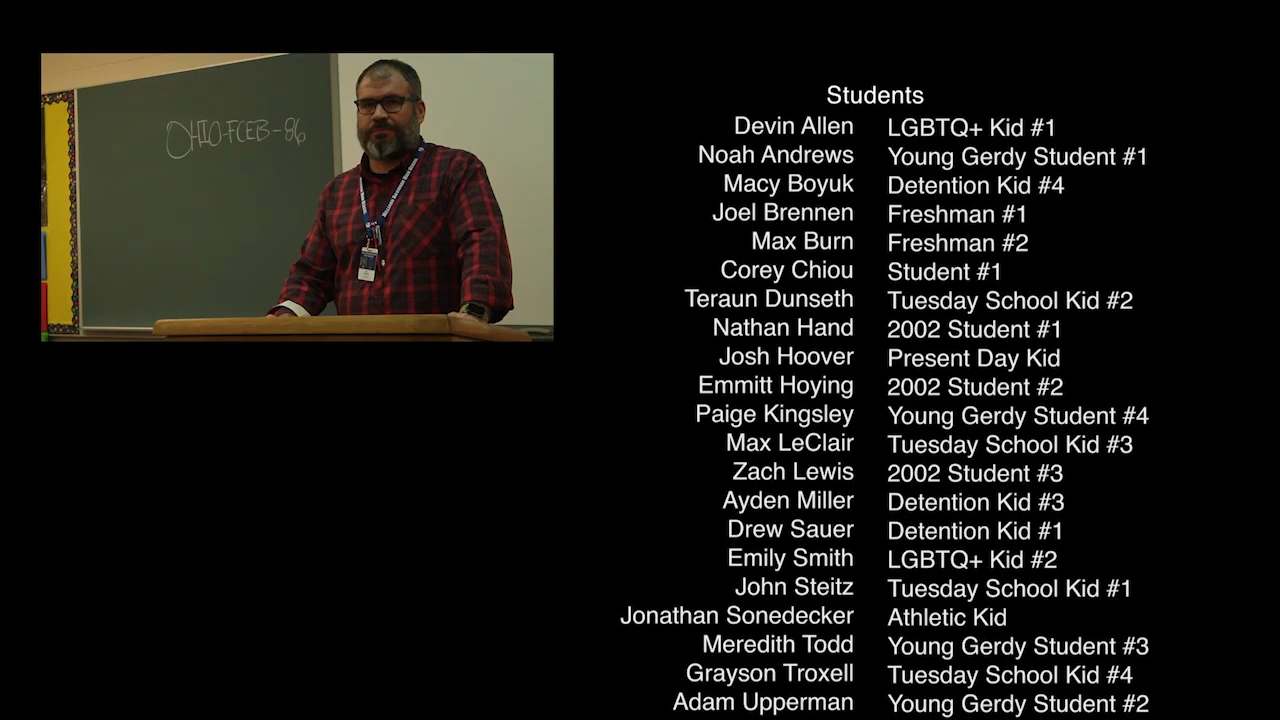 OHIO-FCEB-86
Students
Devin Allen LGBTQ+ Kid #1
Noah Andrews Young Gerdy Student #1
Macy Boyuk Detention Kid #4
Joel Brennen Freshman #1
Max Burn Freshman #2
Corey Chiou Student #1
Teraun Dunseth Tuesday School Kid #2
Nathan Hand 2002 Student #1
Josh Hoover Present Day Kid
Emmitt Hoying 2002 Student #2
Paige Kingsley Young Gerdy Student #4
Max LeClair Tuesday School Kid #3
Zach Lewis 2002 Student #3
Ayden Miller Detention Kid #3
Drew Sauer Detention Kid #1
Emily Smith LGBTQ+ Kid #2
John Steitz Tuesday School Kid #1
Jonathan Sonedecker Athletic Kid
Meredith Todd Young Gerdy Student #3
Grayson Troxell Tuesday School Kid #4
Adam Upperman Young Gerdy Student #2